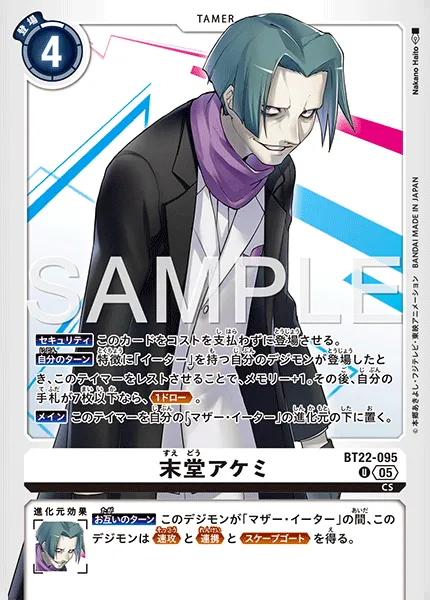 TAMER
登場
4
Nakano Haito
©本郷あきよし・フジテレビ・東映アニメーション BANDAI MADE IN JAPAN
SAMPLE
セキュリティ このカードをコストを支払わずに登場させる。
自分のターン 特徴に「イーター」を持つ自分のデジモンが登場したと
き、このテイマーをレストさせることで、メモリー+1。その後、自分の
手札が7枚以下なら、1ドロー。
メイン このテイマーを自分の「マザー・イーター」の進化元の下に置く。
すえ どう
末堂アケミ
BT22-095
U 05
CS
進化元効果
お互いのターン このデジモンが「マザー・イーター」の間、この
デジモンは 速攻 と 連携 と スケープゴート を得る。